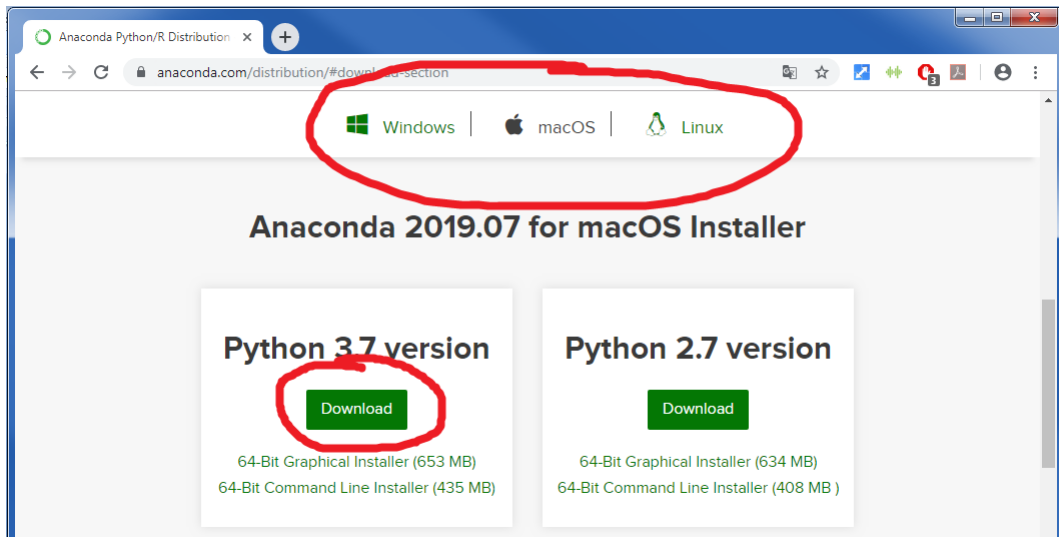 Anaconda Python/R Distribution
anaconda.com/distribution/#download-section
3
Windows | macOS | Linux
Anaconda 2019.07 for macOS Installer
Python 3.7 version
Download
64-Bit Graphical Installer (653 MB)
64-Bit Command Line Installer (435 MB)
Python 2.7 version
Download
64-Bit Graphical Installer (634 MB)
64-Bit Command Line Installer (408 MB )